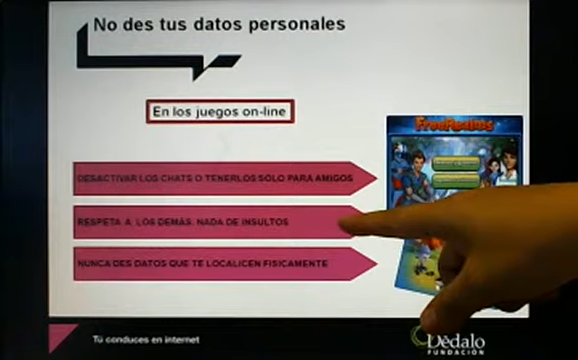 No des tus datos personales
En los juegos on-line
FreeRealms
DESACTIVAR LOS CHATS O TENERLOS SOLO PARA AMIGOS
RESPETA A LOS DEMÁS: NADA DE INSULTOS
NUNCA DES DATOS QUE TE LOCALICEN FISICAMENTE
Tú conduces en internet
Dédalo
FUNDACIÓN